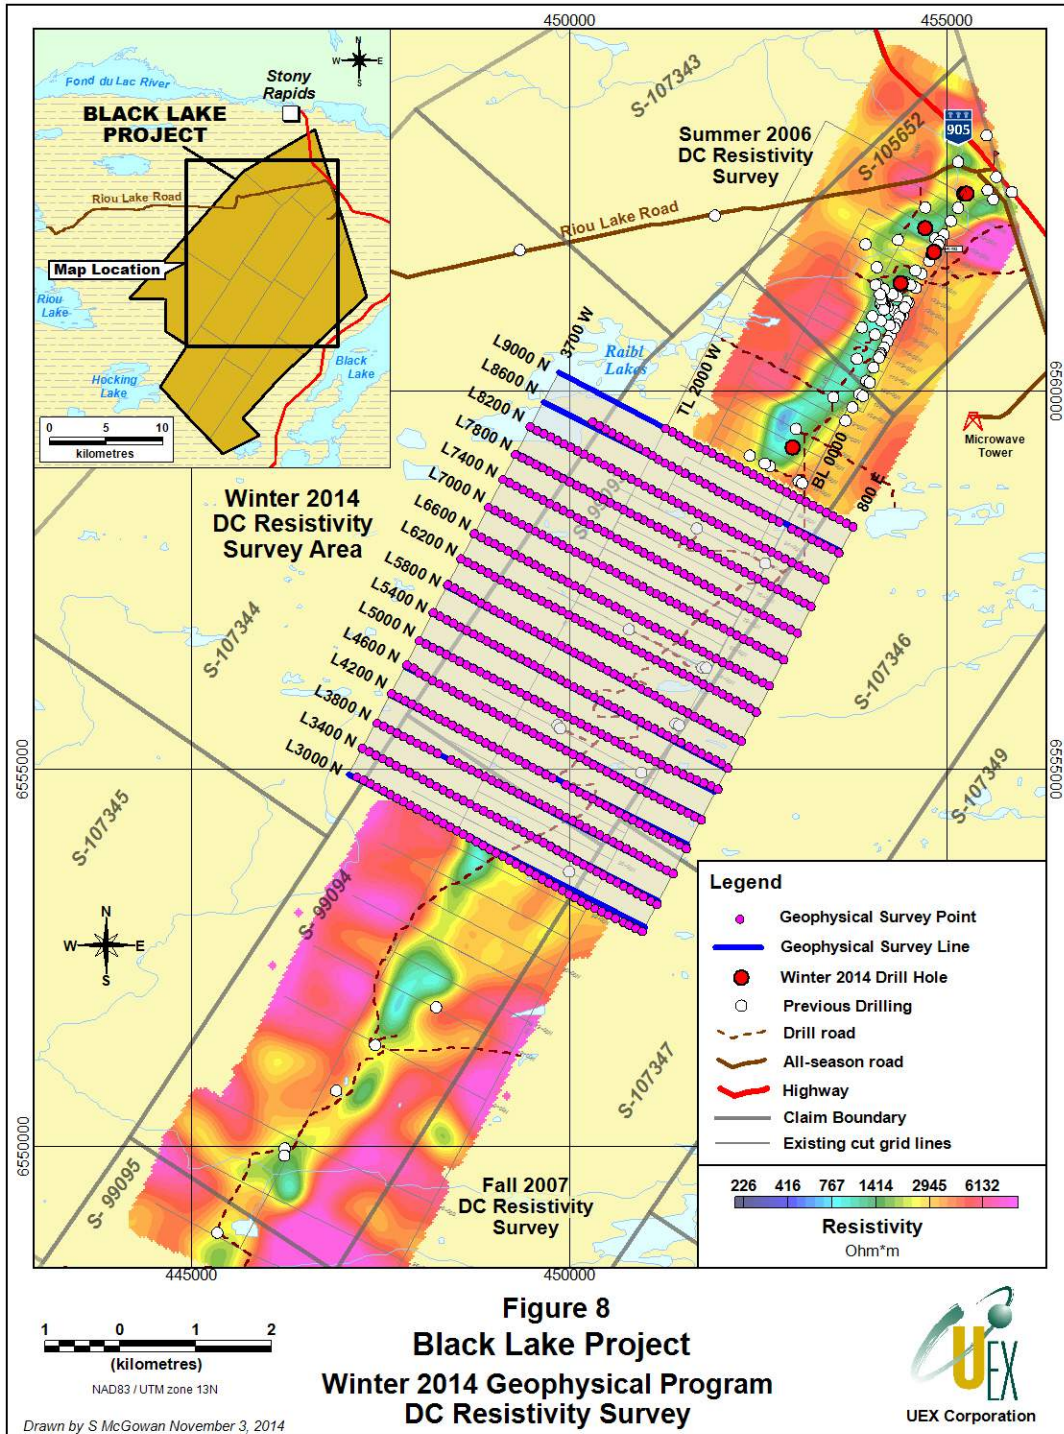 450000
455000
Fond du Lac River
Stony
Rapids
N
W E
S
BLACK LAKE
PROJECT
Riou Lake Road
Map Location
Riou
Lake
Hocking
Lake
Black
Lake
0 5 10
kilometres
S-107343
Summer 2006
DC Resistivity
Survey
S-105652
905
Riou Lake Road
Raibl
Lakes
3700 W
TL 2000 W
BL 0000
800 E
Microwave
Tower
6560000
L9000 N
L8600 N
L8200 N
L7800 N
L7400 N
L7000 N
L6600 N
L6200 N
L5800 N
L5400 N
L5000 N
L4600 N
L4200 N
L3800 N
L3400 N
L3000 N
Winter 2014
DC Resistivity
Survey Area
S-107344
S-107346
S-107349
S-107345
6555000
6555000
S- 99094
S-107347
S- 99095
N
W E
S
6550000
6550000
Fall 2007
DC Resistivity
Survey
Legend
Geophysical Survey Point
Geophysical Survey Line
Winter 2014 Drill Hole
Previous Drilling
Drill road
All-season road
Highway
Claim Boundary
Existing cut grid lines
226 416 767 1414 2945 6132
Resistivity
Ohm*m
445000
450000
1 0 1 2
(kilometres)
NAD83 / UTM zone 13N
Drawn by S McGowan November 3, 2014
Figure 8
Black Lake Project
Winter 2014 Geophysical Program
DC Resistivity Survey
UEX
UEX Corporation